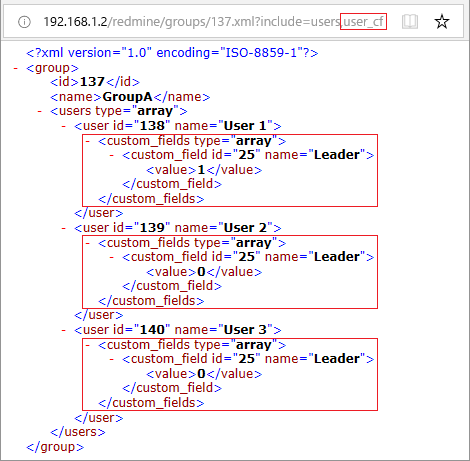 192.168.1.2/redmine/groups/137.xml?include=users,user_cf
<?xml version="1.0" encoding="ISO-8859-1"?>
- <group>
<id>137</id>
<name>GroupA</name>
- <users type="array">
- <user id="138" name="User 1">
- <custom_fields type="array">
- <custom_field id="25" name="Leader">
<value>1</value>
</custom_field>
</custom_fields>
</user>
- <user id="139" name="User 2">
- <custom_fields type="array">
- <custom_field id="25" name="Leader">
<value>0</value>
</custom_field>
</custom_fields>
</user>
- <user id="140" name="User 3">
- <custom_fields type="array">
- <custom_field id="25" name="Leader">
<value>0</value>
</custom_field>
</custom_fields>
</user>
</users>
</group>